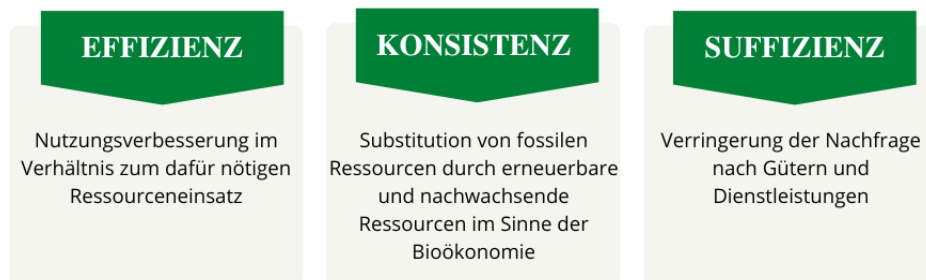 EFFIZIENZ
Nutzungsverbesserung im
Verhältnis zum dafür nötigen
Ressourceneinsatz
KONSISTENZ
Substitution von fossilen
Ressourcen durch erneuerbare
und nachwachsende
Ressourcen im Sinne der
Bioökonomie
SUFFIZIENZ
Verringerung der Nachfrage
nach Gütern und
Dienstleistungen